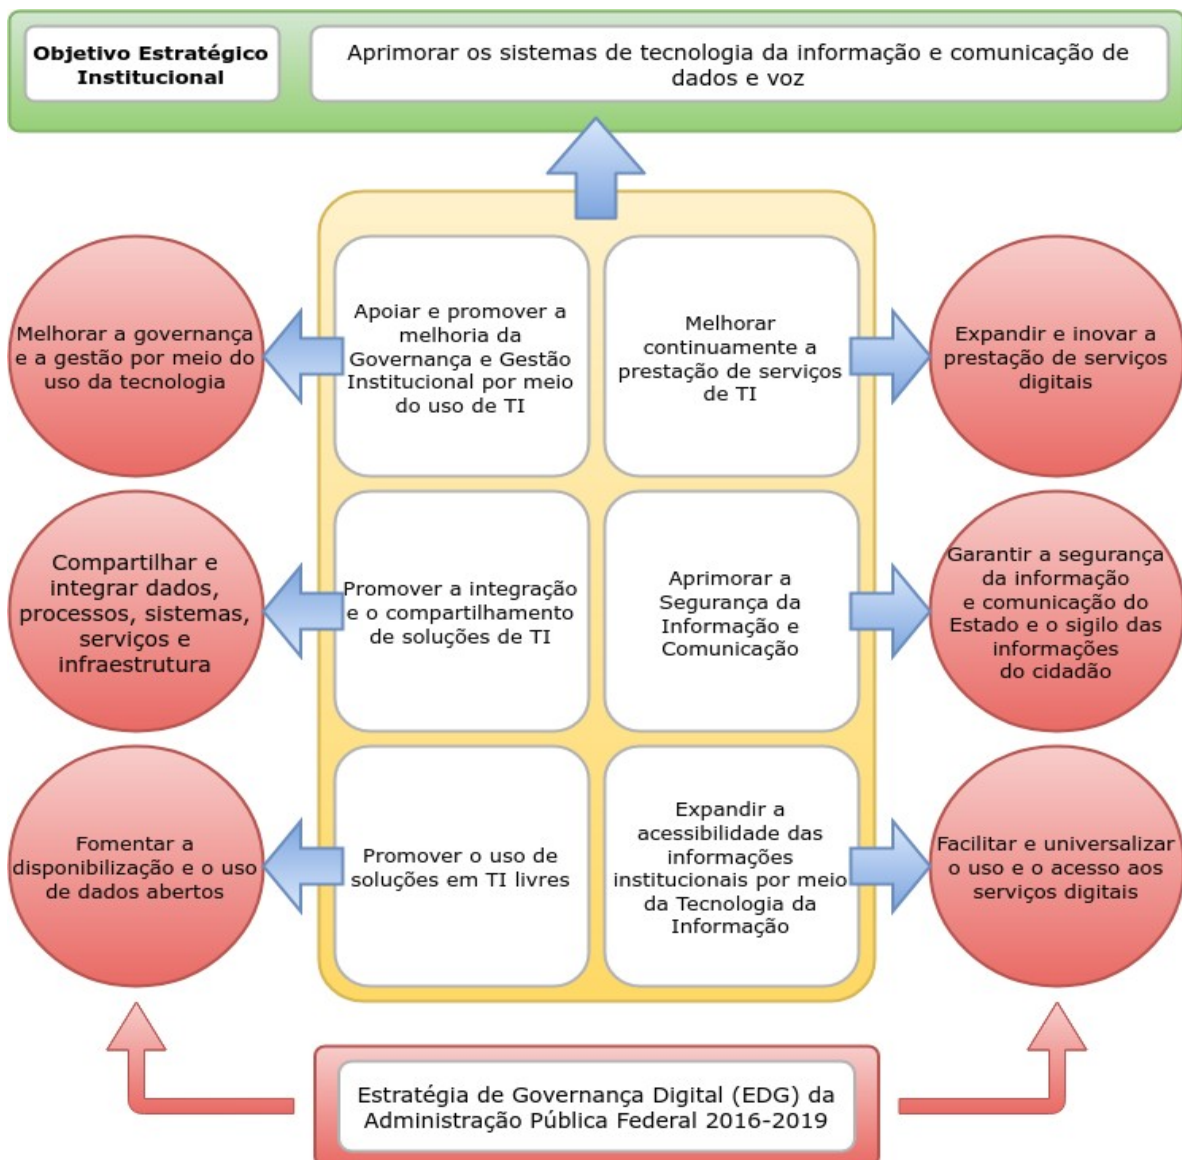 Objetivo Estratégico
Institucional
Aprimorar os sistemas de tecnologia da informação e comunicação de
dados e voz
Melhorar a governança
e a gestão por meio do
uso da tecnologia
Apoiar e promover a
melhoria da
Governança e Gestão
Institucional por meio
do uso de TI
Melhorar
continuamente a
prestação de serviços
de TI
Expandir e inovar a
prestação de serviços
digitais
Compartilhar e
integrar dados,
processos, sistemas,
serviços e
infraestrutura
Promover a integração
e o compartilhamento
de soluções de TI
Aprimorar a
Segurança da
Informação e
Comunicação
Garantir a segurança
da informação
e comunicação do
Estado e o sigilo das
informações
do cidadão
Fomentar a
disponibilização e o uso
de dados abertos
Promover o uso de
soluções em TI livres
Expandir a
acessibilidade das
informações
institucionais por meio
da Tecnologia da
Informação
Facilitar e universalizar
o uso e o acesso aos
serviços digitais
Estratégia de Governança Digital (EDG) da
Administração Pública Federal 2016-2019